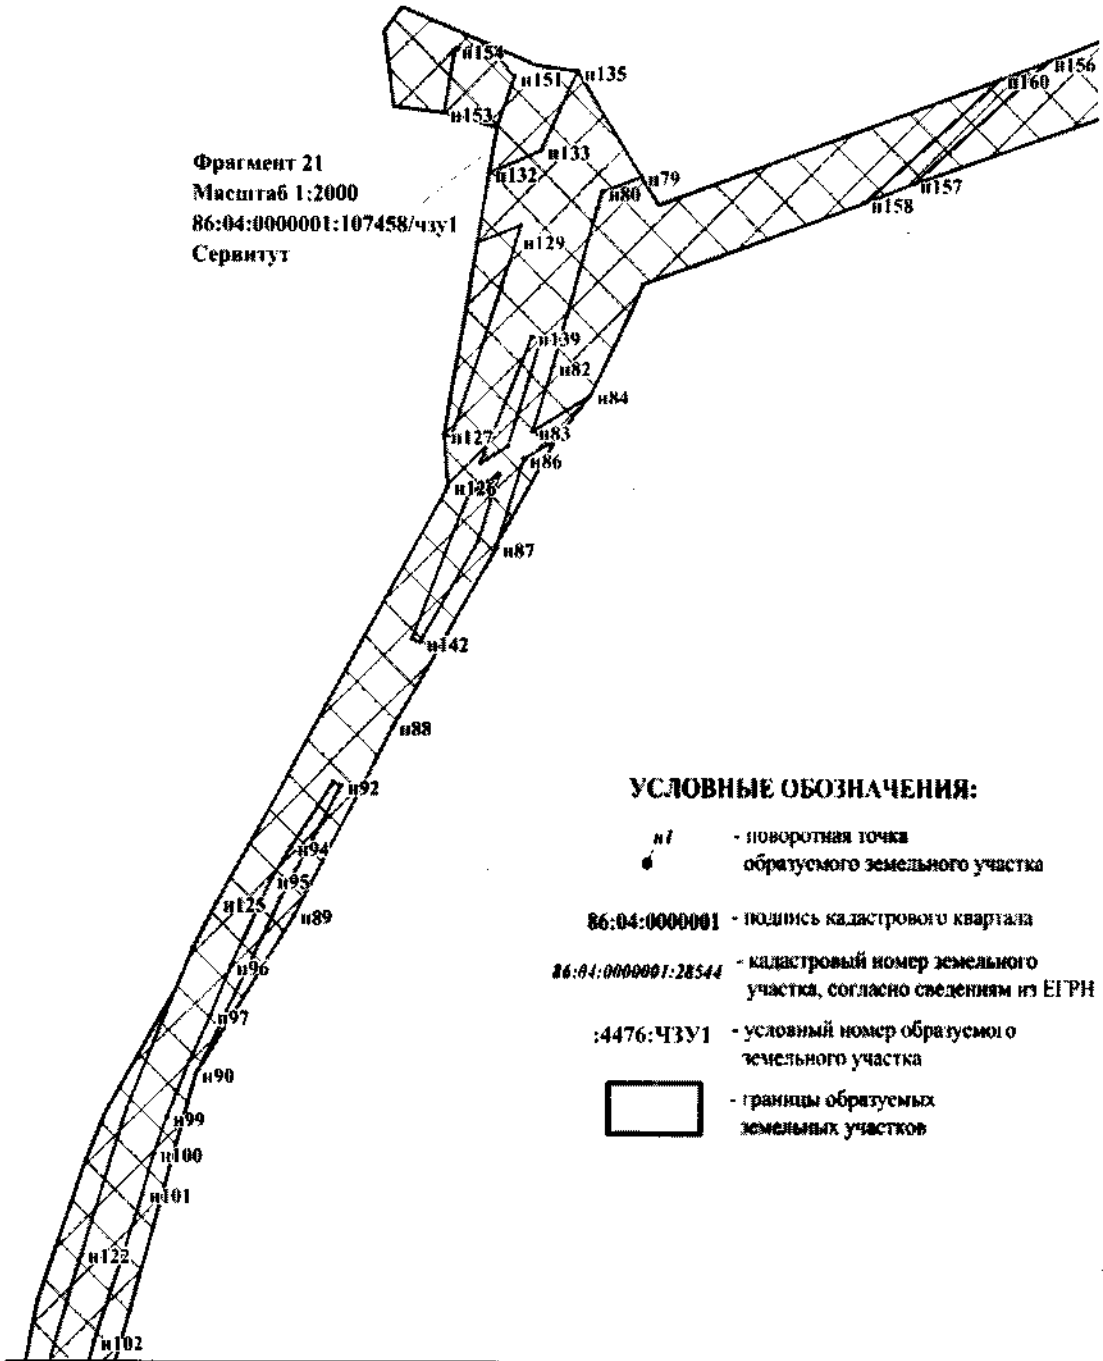 н154
н151
н135
н156
н160
н153
н133
н132
н79
н80
н157
н158
Фрагмент 21
Масштаб 1:2000
86:04:0000001:107458/чзу1
Сервитут
н129
н139
н82
н84
н83
н127
н86
н126
н87
н142
н88
н92
н94
н95
н125
н89
н96
н97
н90
н99
н100
н101
н122
н102
УСЛОВНЫЕ ОБОЗНАЧЕНИЯ:
н1 - поворотная точка
образуемого земельного участка
86:04:0000001 - подпись кадастрового квартала
86:04:0000001:28544 - кадастровый номер земельного
участка, согласно сведениям из ЕГРН
:4476:ЧЗУ1 - условный номер образуемого
земельного участка
- границы образуемых
земельных участков